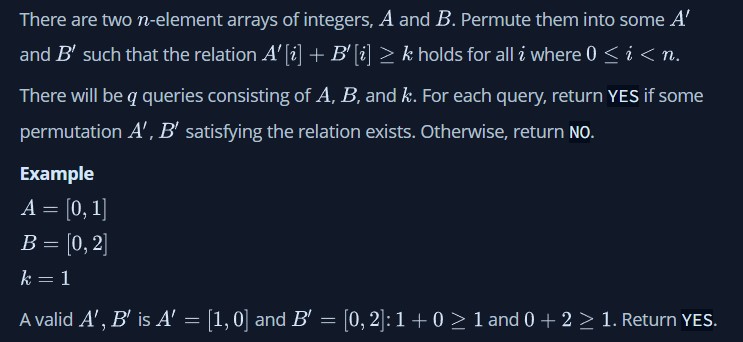 There are two n-element arrays of integers, A and B. Permute them into some A′
and B′ such that the relation A′[i] + B′[i] ≥ k holds for all i where 0 ≤ i < n.
There will be q queries consisting of A, B, and k. For each query, return YES if some
permutation A′, B′ satisfying the relation exists. Otherwise, return NO.
Example
A = [0, 1]
B = [0, 2]
k = 1
A valid A′, B′ is A′ = [1, 0] and B′ = [0, 2]: 1 + 0 ≥ 1 and 0 + 2 ≥ 1. Return YES.